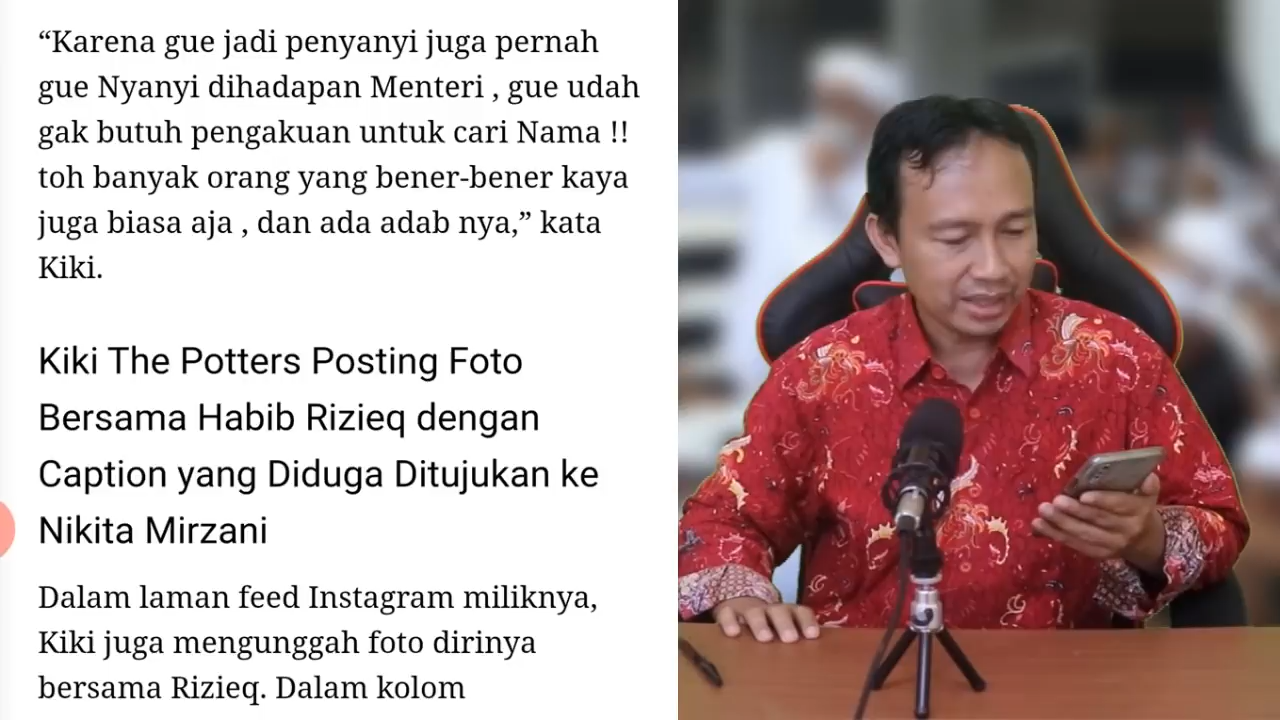 “Karena gue jadi penyanyi juga pernah
gue Nyanyi dihadapan Menteri , gue udah
gak butuh pengakuan untuk cari Nama !!
toh banyak orang yang bener-bener kaya
juga biasa aja , dan ada adab nya,” kata
Kiki.
Kiki The Potters Posting Foto
Bersama Habib Rizieq dengan
Caption yang Diduga Ditujukan ke
Nikita Mirzani
Dalam laman feed Instagram miliknya,
Kiki juga mengunggah foto dirinya
bersama Rizieq. Dalam kolom